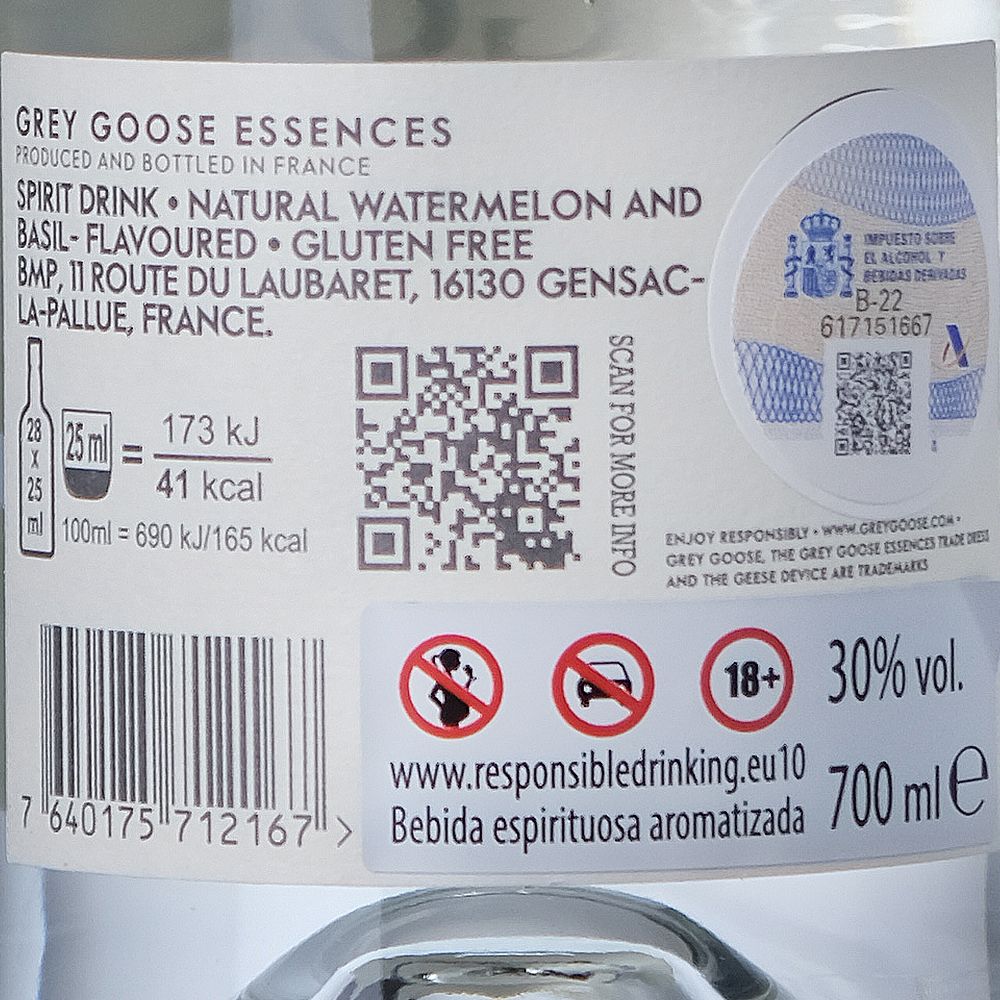 GREY GOOSE ESSENCES
PRODUCED AND BOTTLED IN FRANCE
SPIRIT DRINK • NATURAL WATERMELON AND
BASIL- FLAVOURED • GLUTEN FREE
BMP, 11 ROUTE DU LAUBARET, 16130 GENSAC-
LA-PALLUE, FRANCE.
28
x
25
ml
25 ml
=
173 kJ
41 kcal
100ml = 690 kJ/165 kcal
SCAN FOR MORE INFO
IMPUESTO SOBRE
EL ALCOHOL Y
BEBIDAS DERIVADAS
B-22
617151667
ENJOY RESPONSIBLY • WWW.GREYGOOSE.COM •
GREY GOOSE, THE GREY GOOSE ESSENCES TRADE DRESS
AND THE GEESE DEVICE ARE TRADEMARKS
18+
30% vol.
www.responsibledrinking.eu10
Bebida espirituosa aromatizada
700 ml e
7 640175 712167 >